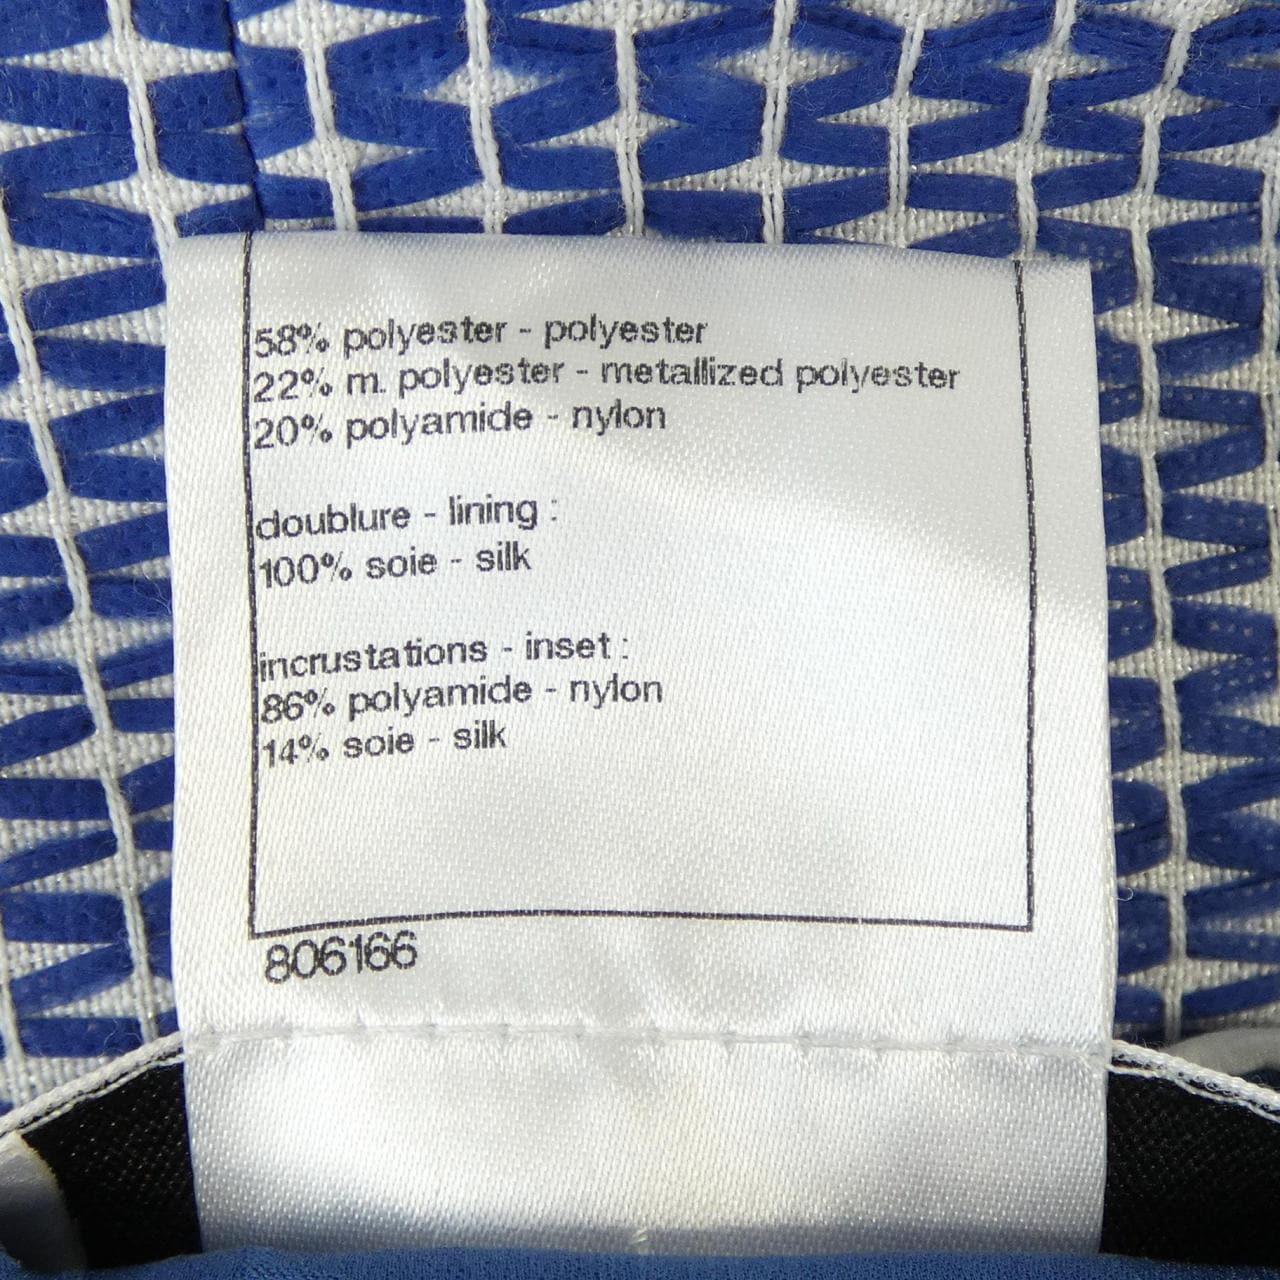 58% polyester - polyester
22% m. polyester - metallized polyester
20% polyamide - nylon
doublure - lining :
100% soie - silk
incrustations - inset :
86% polyamide - nylon
14% soie - silk
806166